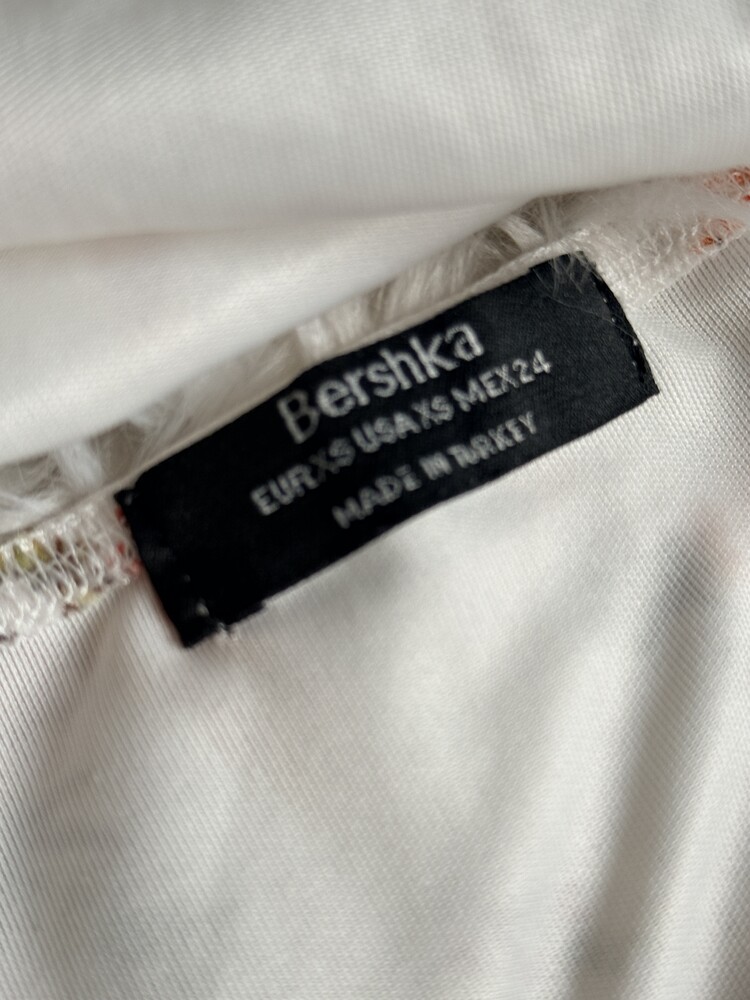 Bershka
EUR XS USA XS MEX 24
MADE IN TURKEY